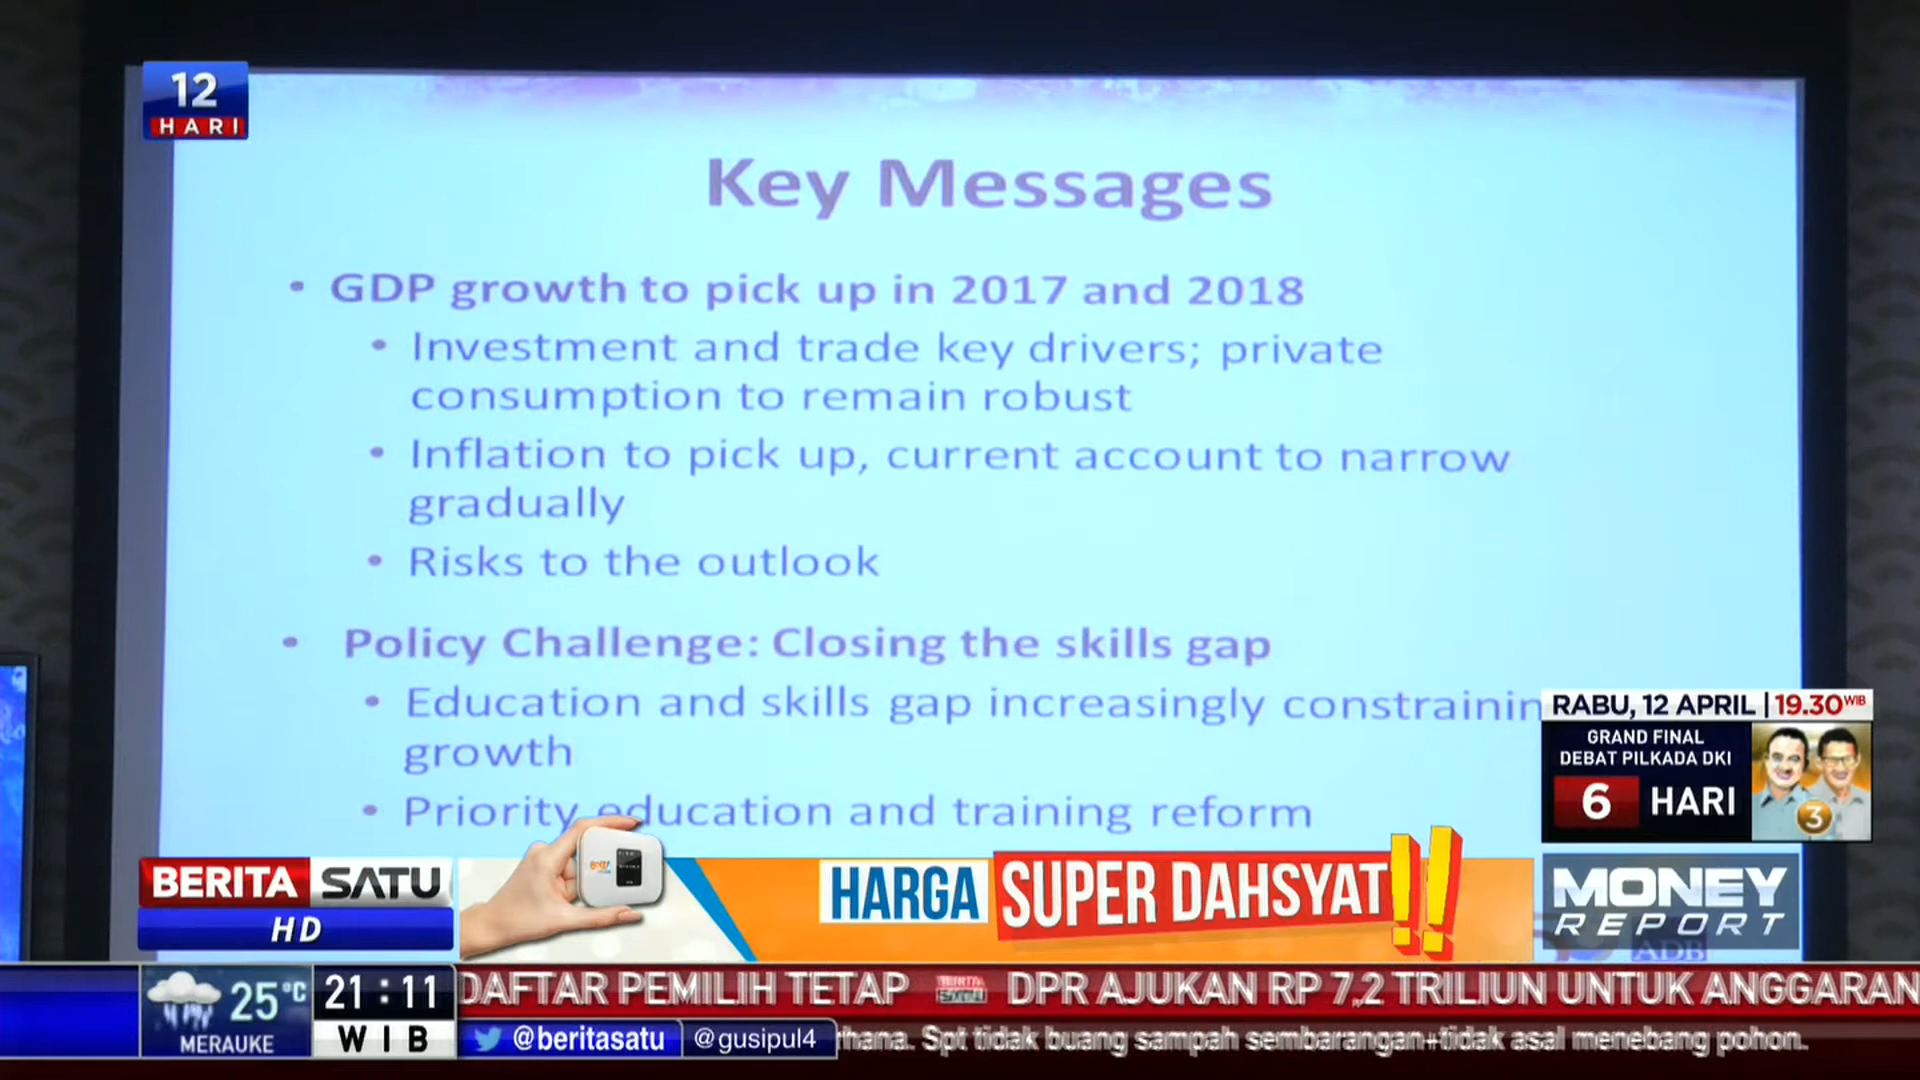 12
HARI
Key Messages
• GDP growth to pick up in 2017 and 2018
• Investment and trade key drivers; private
consumption to remain robust
• Inflation to pick up, current account to narrow
gradually
• Risks to the outlook
• Policy Challenge: Closing the skills gap
• Education and skills gap increasingly constrainin
growth
• Priority education and training reform
RABU, 12 APRIL | 19.30 WIB
GRAND FINAL
DEBAT PILKADA DKI
6 HARI
3
BERITA SATU
HD
HARGA SUPER DAHSYAT!!
MONEY
REPORT
ADB
25°C
MERAUKE
21:11
WIB
DAFTAR PEMILIH TETAP BERITA SATU DPR AJUKAN RP 7,2 TRILIUN UNTUK ANGGARAN
@beritasatu @gusipul4 rhana. Spt tidak buang sampah sembarangan+tidak asal menebang pohon.